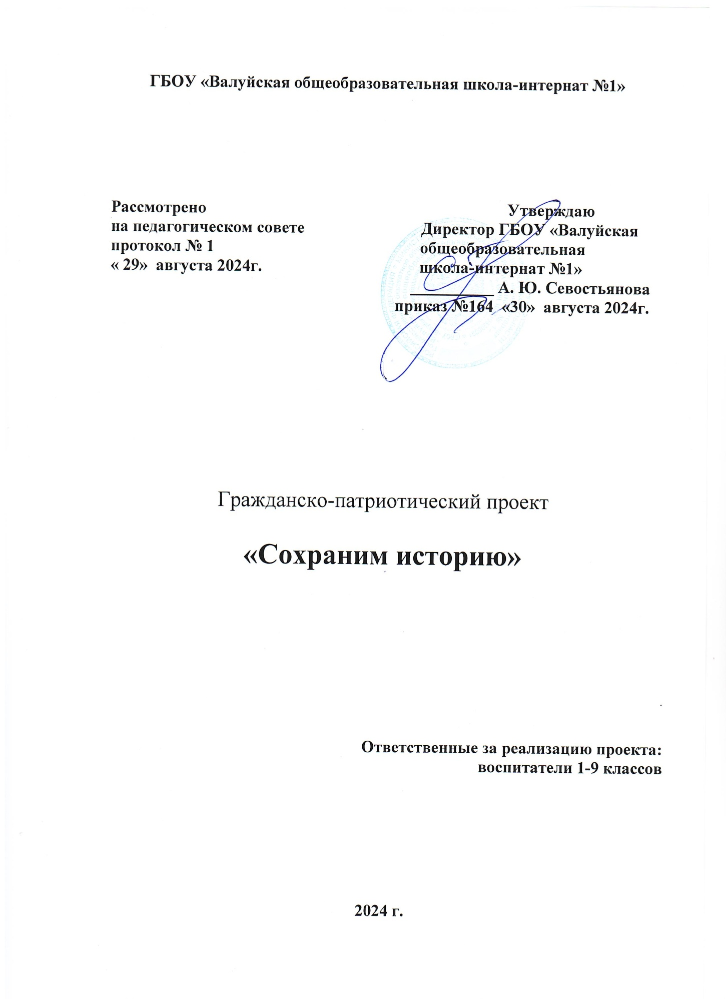 ГБОУ «Валуйская общеобразовательная школа-интернат №1»
Рассмотрено
на педагогическом совете
протокол № 1
« 29» августа 2024г.
Утверждаю
Директор ГБОУ «Валуйская
общеобразовательная
школа-интернат №1»
__________ А. Ю. Севостьянова
приказ №164 «30» августа 2024г.
Гражданско-патриотический проект
«Сохраним историю»
Ответственные за реализацию проекта:
воспитатели 1-9 классов
2024 г.